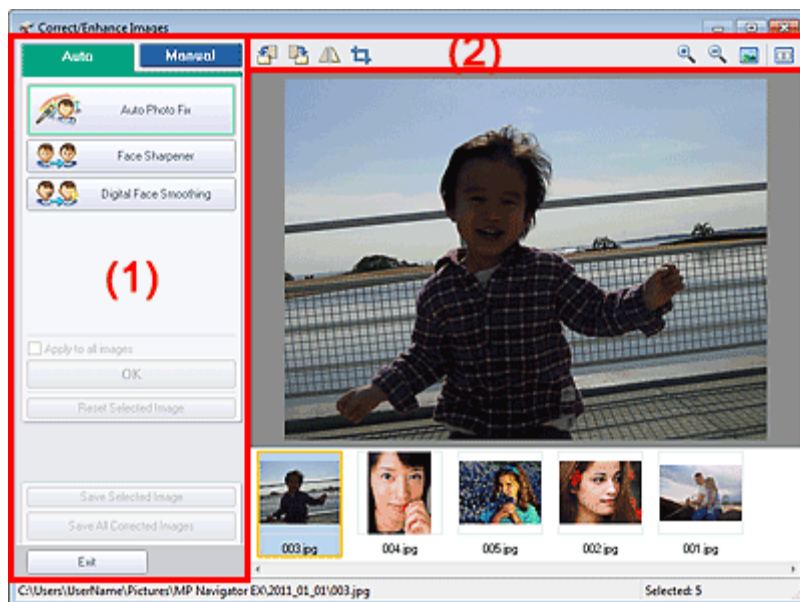 Correct/Enhance Images
Auto
Manual
(2)
Auto Photo Fix
Face Sharpener
Digital Face Smoothing
(1)
Apply to all images
OK
Reset Selected Image
Save Selected Image
Save All Corrected Images
Exit
003.jpg
004.jpg
005.jpg
002.jpg
001.jpg
C:\Users\UserName\Pictures\MP Navigator EX\2011_01_01\003.jpg
Selected: 5